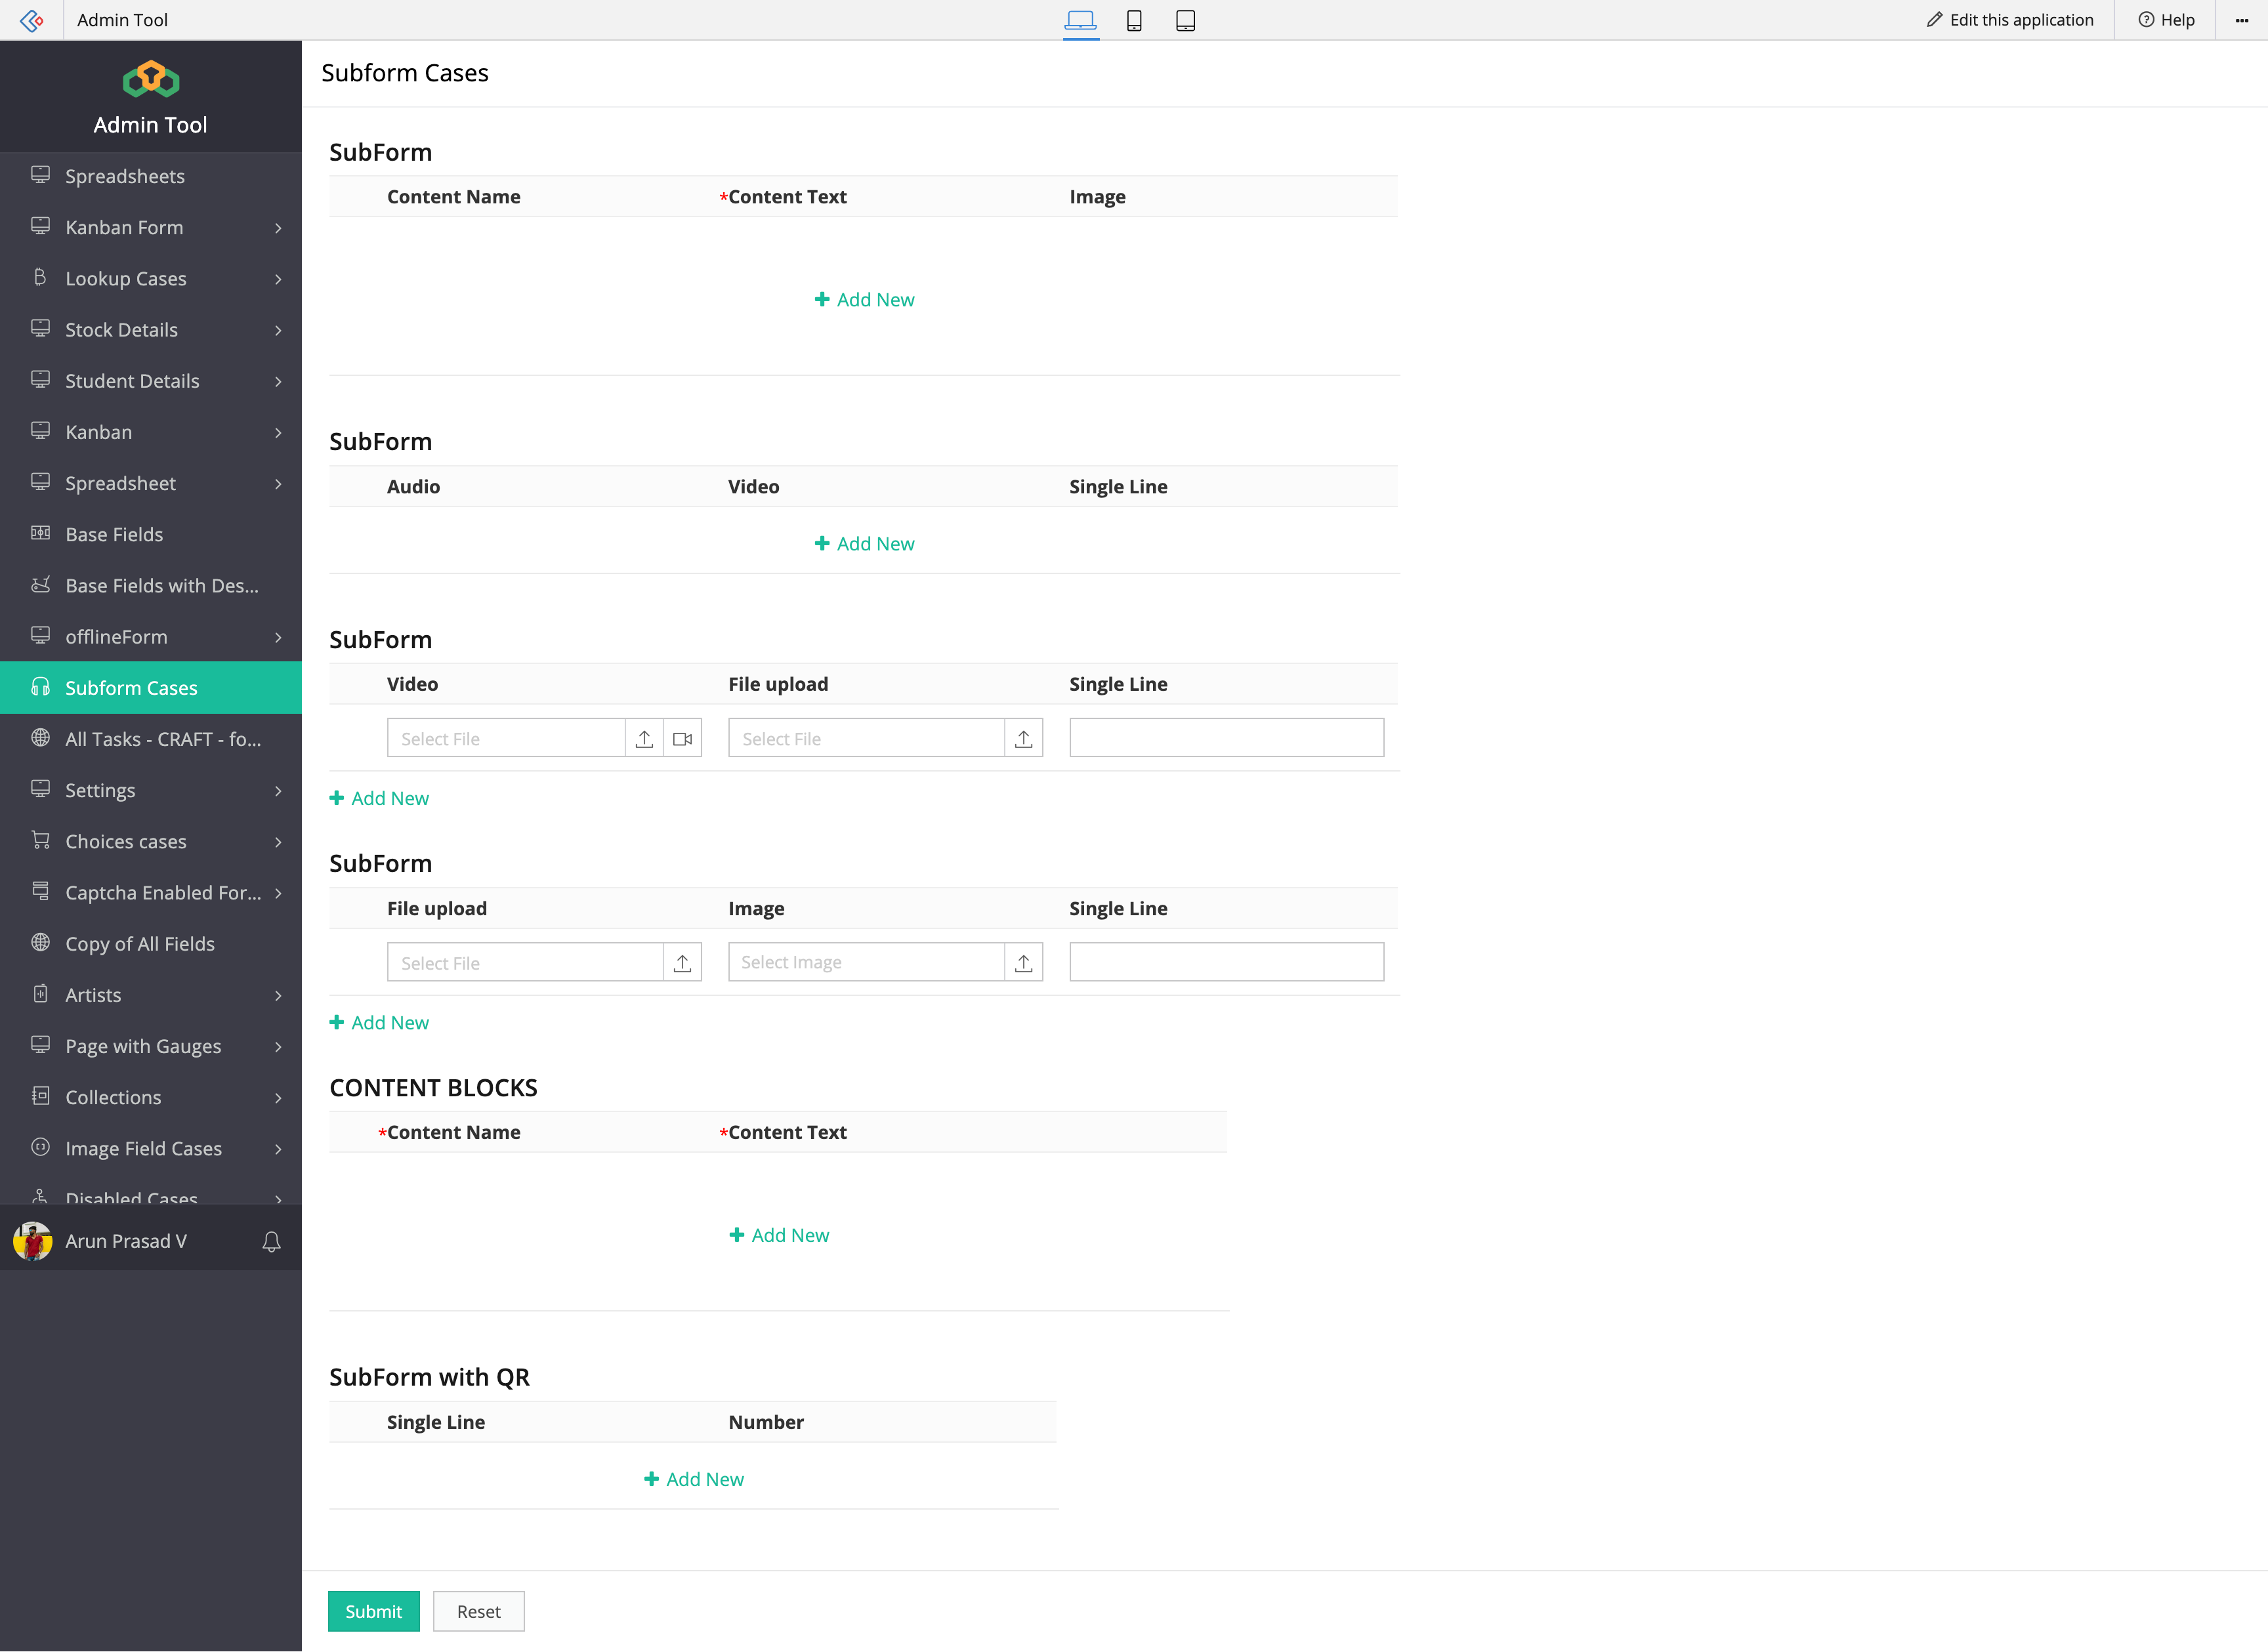 Admin Tool
Edit this application
Help
Admin Tool
Spreadsheets
Kanban Form
Lookup Cases
Stock Details
Student Details
Kanban
Spreadsheet
Base Fields
Base Fields with Des...
offlineForm
Subform Cases
All Tasks - CRAFT - fo...
Settings
Choices cases
Captcha Enabled For...
Copy of All Fields
Artists
Page with Gauges
Collections
Image Field Cases
Disabled Cases
Arun Prasad V
Subform Cases
SubForm
Content Name *Content Text Image
Add New
SubForm
Audio Video Single Line
Add New
SubForm
Video File upload Single Line
Select File Select File
Add New
SubForm
File upload Image Single Line
Select File Select Image
Add New
CONTENT BLOCKS
*Content Name *Content Text
Add New
SubForm with QR
Single Line Number
Add New
Submit Reset